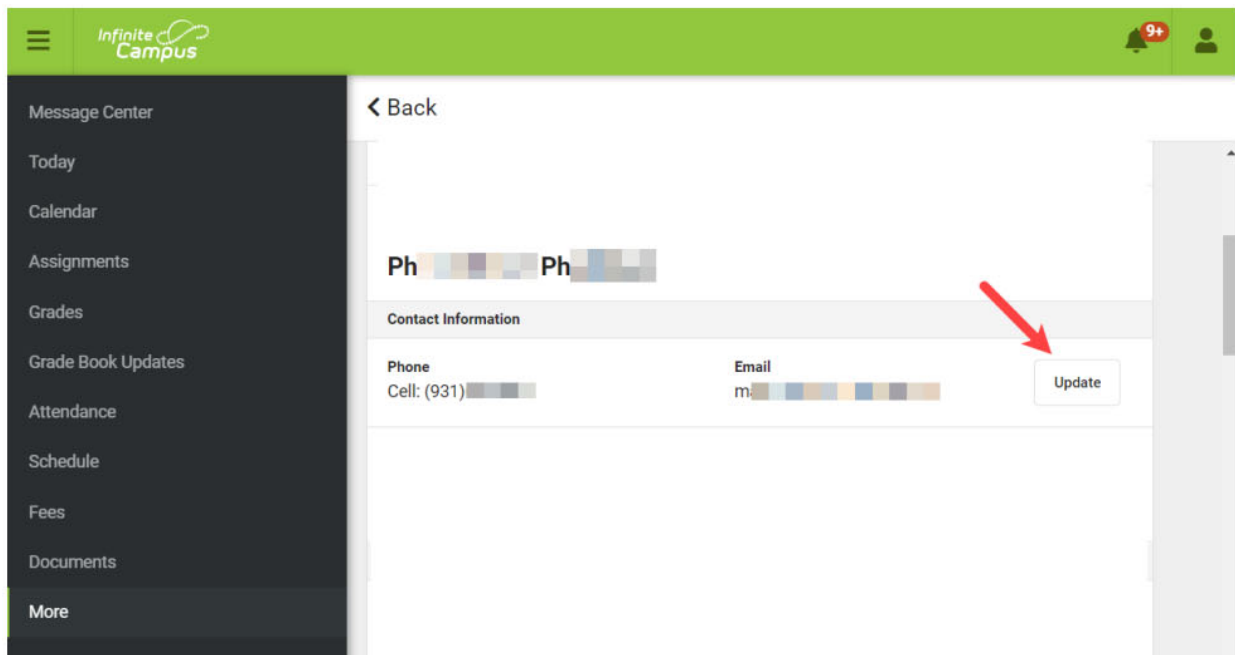 Infinite
Campus
9+
Message Center
Today
Calendar
Assignments
Grades
Grade Book Updates
Attendance
Schedule
Fees
Documents
More
Back
Ph Ph
Contact Information
Phone
Cell: (931)
Email
m
Update